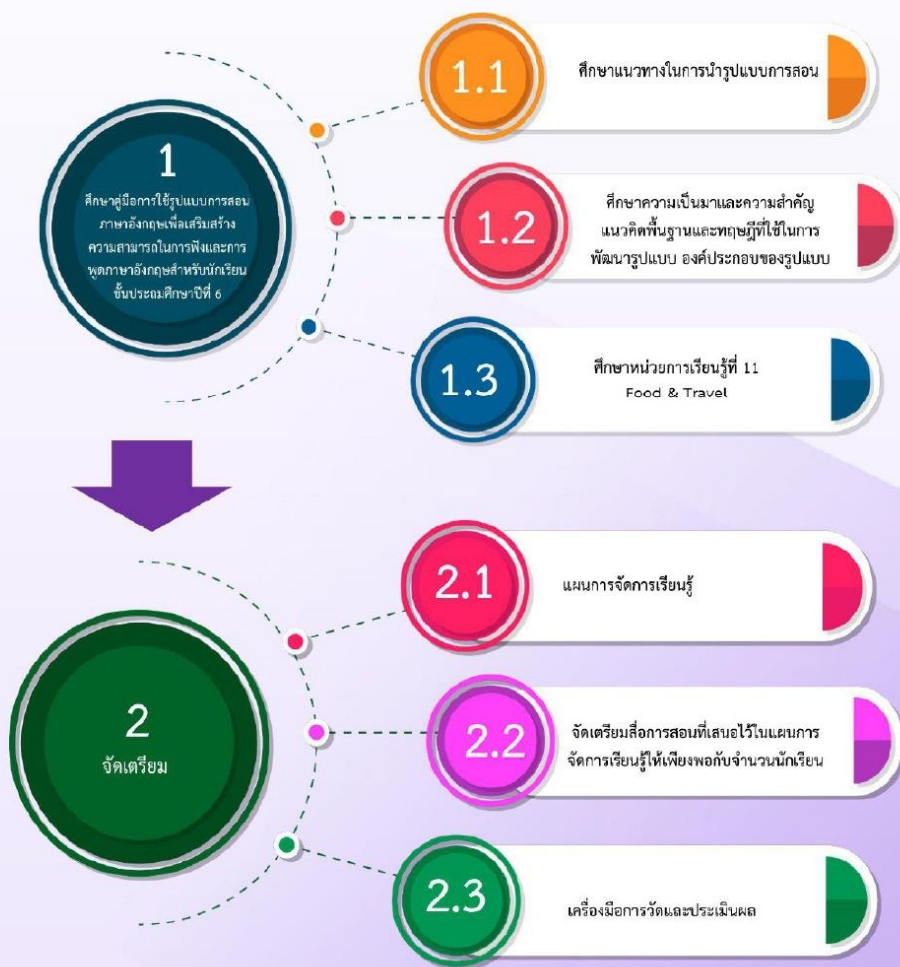 1
ศึกษาคู่มือการใช้รูปแบบการสอน
ภาษาอังกฤษเพื่อเสริมสร้าง
ความสามารถในการฟังและการ
พูดภาษาอังกฤษสำหรับนักเรียน
ชั้นประถมศึกษาปีที่ 6
1.1
ศึกษาแนวทางในการนำรูปแบบการสอน
1.2
ศึกษาความเป็นมาและความสำคัญ
แนวคิดพื้นฐานและทฤษฎีที่ใช้ในการ
พัฒนารูปแบบ องค์ประกอบของรูปแบบ
1.3
ศึกษาหน่วยการเรียนรู้ที่ 11
Food & Travel
2
จัดเตรียม
2.1
แผนการจัดการเรียนรู้
2.2
จัดเตรียมสื่อการสอนที่เสนอไว้ในแผนการ
จัดการเรียนรู้ให้เพียงพอกับจำนวนนักเรียน
2.3
เครื่องมือการวัดและประเมินผล